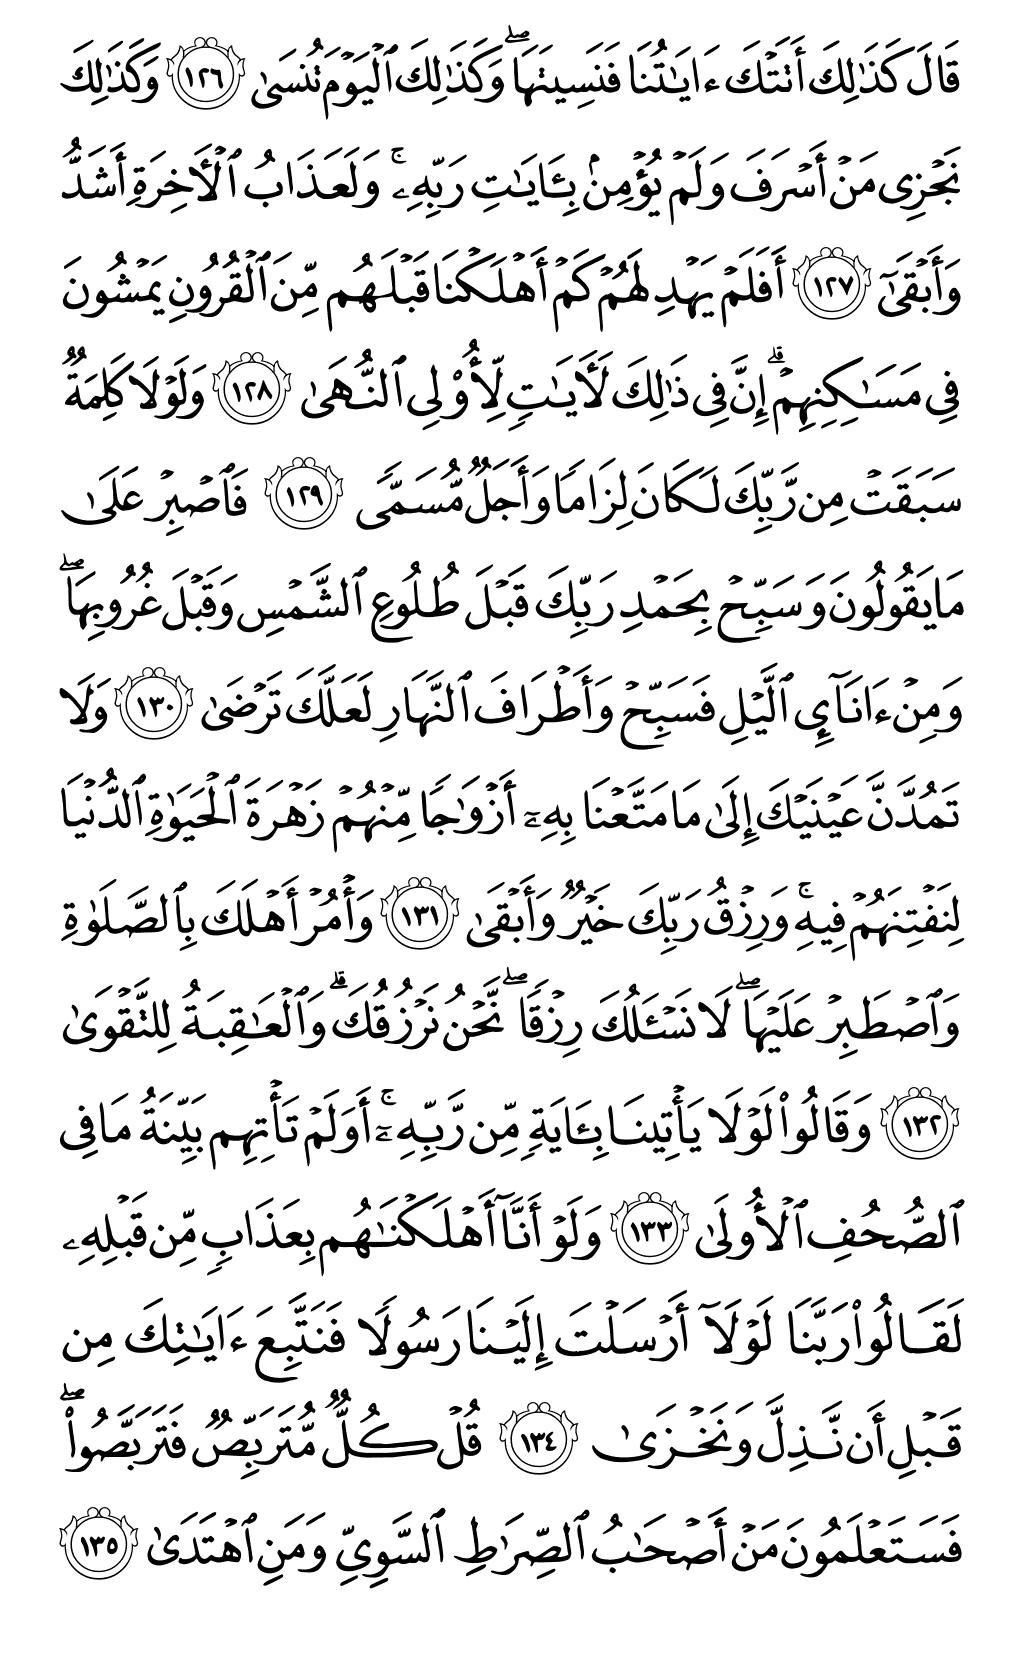 قَالَ كَذَٰلِكَ أَتَتْكَ ءَايَـٰتُنَا فَنَسِيتَهَا ۖ وَكَذَٰلِكَ ٱلْيَوْمَ تُنسَىٰ ١٢٦ وَكَذَٰلِكَ
نَجْزِى مَنْ أَسْرَفَ وَلَمْ يُؤْمِنۢ بِـَٔايَـٰتِ رَبِّهِۦ ۚ وَلَعَذَابُ ٱلْـَٔاخِرَةِ أَشَدُّ
وَأَبْقَىٰٓ ١٢٧ أَفَلَمْ يَهْدِ لَهُمْ كَمْ أَهْلَكْنَا قَبْلَهُم مِّنَ ٱلْقُرُونِ يَمْشُونَ
فِى مَسَـٰكِنِهِمْ ۗ إِنَّ فِى ذَٰلِكَ لَـَٔايَـٰتٍ لِّأُو۟لِى ٱلنُّهَىٰ ١٢٨ وَلَوْلَا كَلِمَةٌ
سَبَقَتْ مِن رَّبِّكَ لَكَانَ لِزَامًا وَأَجَلٌ مُّسَمًّى ١٢٩ فَٱصْبِرْ عَلَىٰ
مَا يَقُولُونَ وَسَبِّحْ بِحَمْدِ رَبِّكَ قَبْلَ طُلُوعِ ٱلشَّمْسِ وَقَبْلَ غُرُوبِهَا ۖ
وَمِنْ ءَانَآئِ ٱلَّيْلِ فَسَبِّحْ وَأَطْرَافَ ٱلنَّهَارِ لَعَلَّكَ تَرْضَىٰ ١٣٠ وَلَا
تَمُدَّنَّ عَيْنَيْكَ إِلَىٰ مَا مَتَّعْنَا بِهِۦٓ أَزْوَٰجًا مِّنْهُمْ زَهْرَةَ ٱلْحَيَوٰةِ ٱلدُّنْيَا
لِنَفْتِنَهُمْ فِيهِ ۚ وَرِزْقُ رَبِّكَ خَيْرٌ وَأَبْقَىٰ ١٣١ وَأْمُرْ أَهْلَكَ بِٱلصَّلَوٰةِ
وَٱصْطَبِرْ عَلَيْهَا ۖ لَا نَسْـَٔلُكَ رِزْقًا ۖ نَّحْنُ نَرْزُقُكَ ۗ وَٱلْعَـٰقِبَةُ لِلتَّقْوَىٰ
١٣٢ وَقَالُوا۟ لَوْلَا يَأْتِينَا بِـَٔايَةٍ مِّن رَّبِّهِۦٓ ۚ أَوَلَمْ تَأْتِهِم بَيِّنَةُ مَا فِى
ٱلصُّحُفِ ٱلْأُولَىٰ ١٣٣ وَلَوْ أَنَّآ أَهْلَكْنَـٰهُم بِعَذَابٍ مِّن قَبْلِهِۦ
لَقَالُوا۟ رَبَّنَا لَوْلَآ أَرْسَلْتَ إِلَيْنَا رَسُولًا فَنَتَّبِعَ ءَايَـٰتِكَ مِن
قَبْلِ أَن نَّذِلَّ وَنَخْزَىٰ ١٣٤ قُلْ كُلٌّ مُّتَرَبِّصٌ فَتَرَبَّصُوا۟ ۖ
فَسَتَعْلَمُونَ مَنْ أَصْحَـٰبُ ٱلصِّرَٰطِ ٱلسَّوِىِّ وَمَنِ ٱهْتَدَىٰ ١٣٥